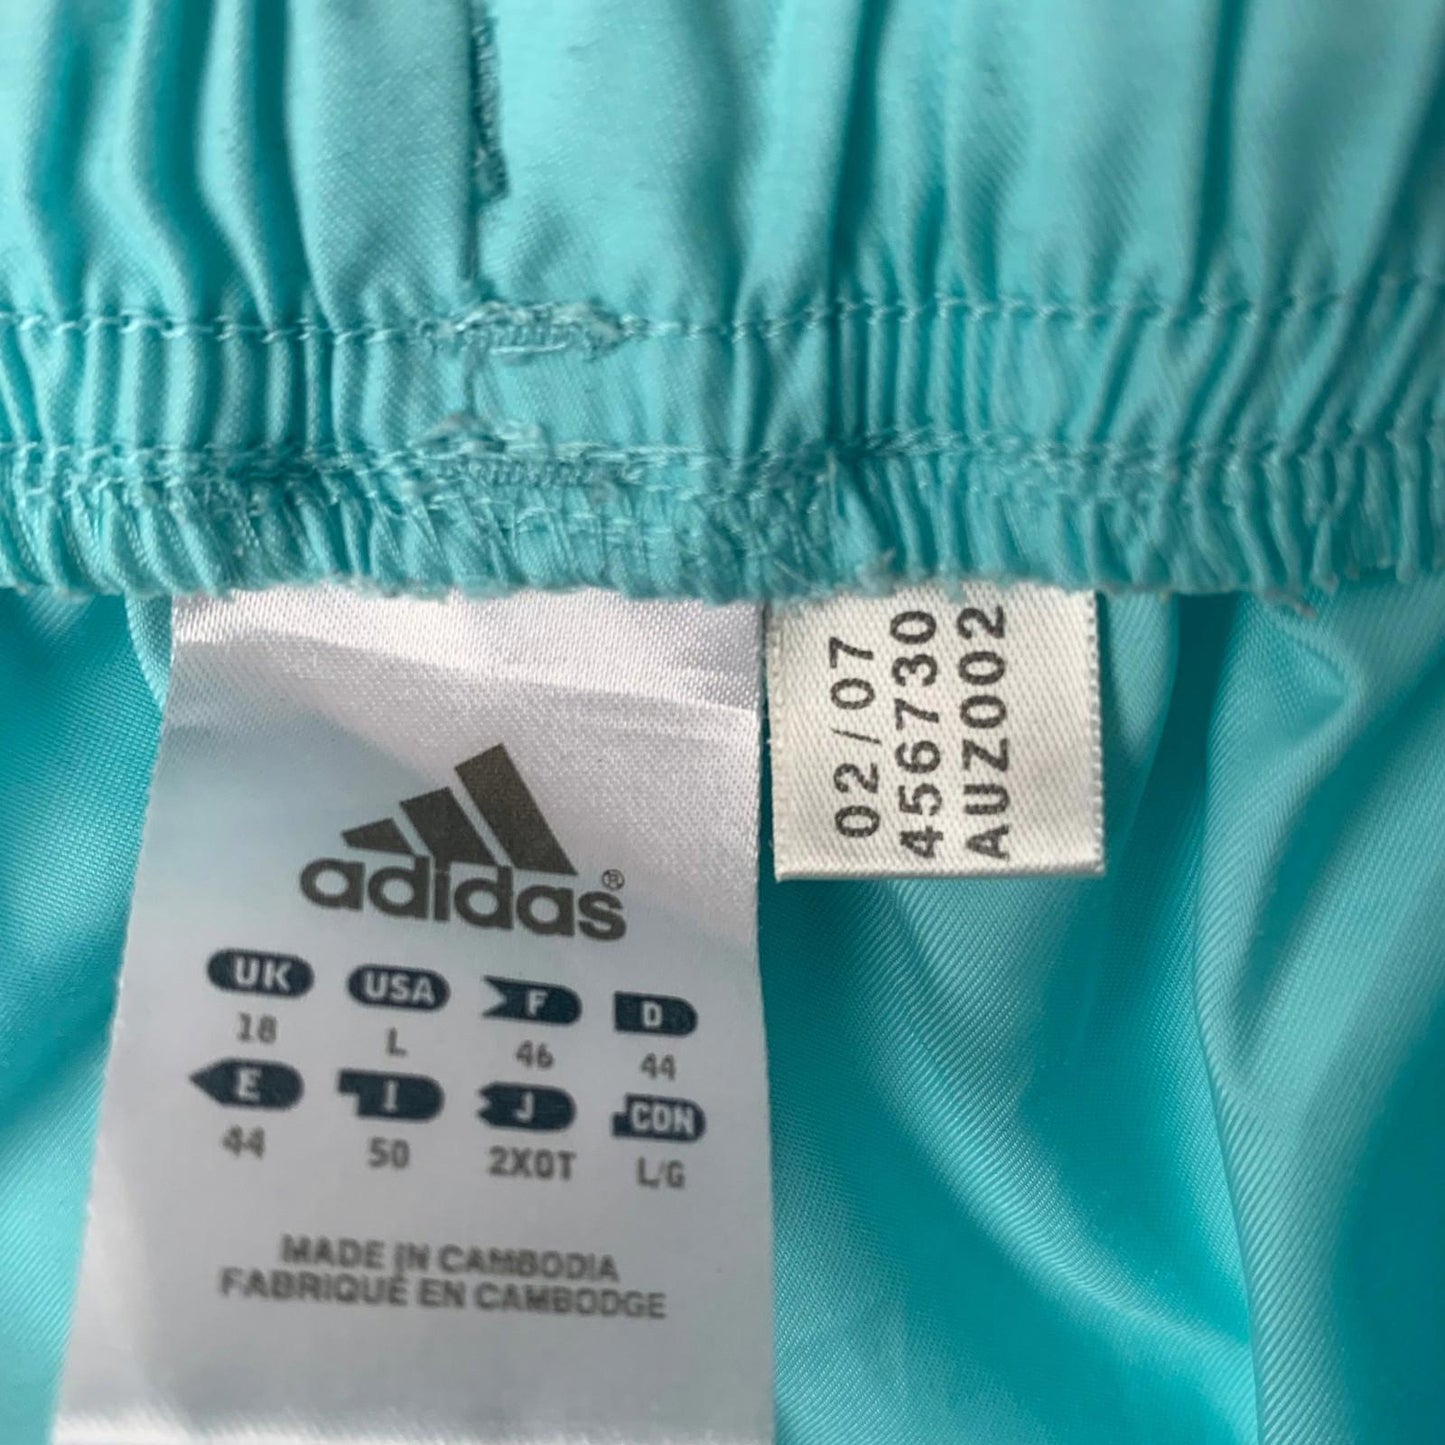 adidas®
UK USA F D
18 L 46 44
E I J CDN
44 50 2XOT L/G
MADE IN CAMBODIA
FABRIQUÉ EN CAMBODGE
02/07
456730
AUZ002